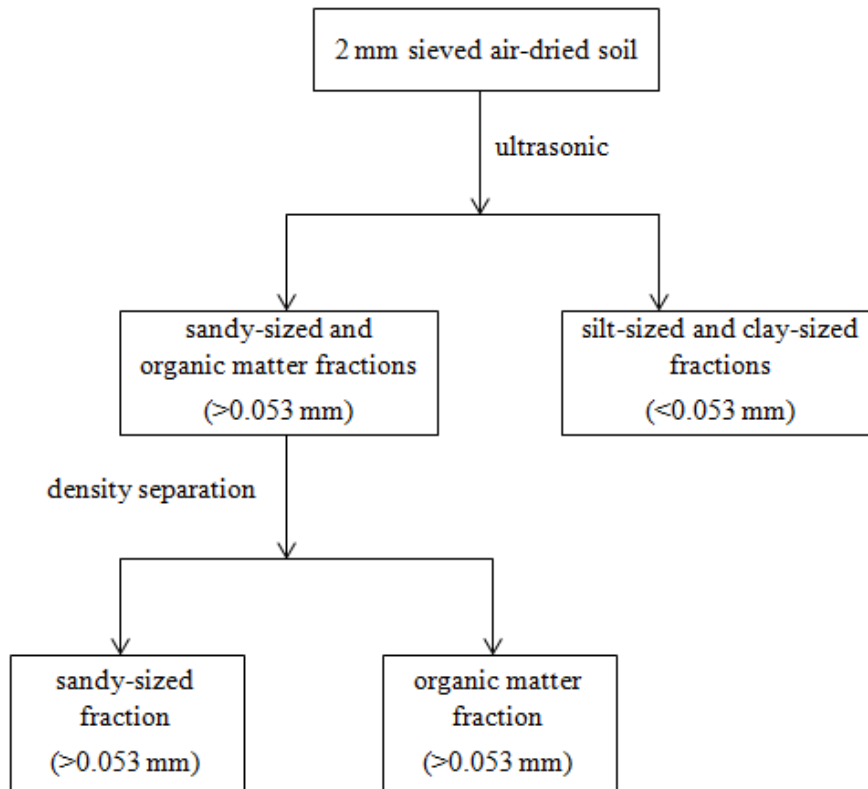 2 mm sieved air-dried soil
ultrasonic
sandy-sized and
organic matter fractions
(>0.053 mm)
silt-sized and clay-sized
fractions
(<0.053 mm)
density separation
sandy-sized
fraction
(>0.053 mm)
organic matter
fraction
(>0.053 mm)